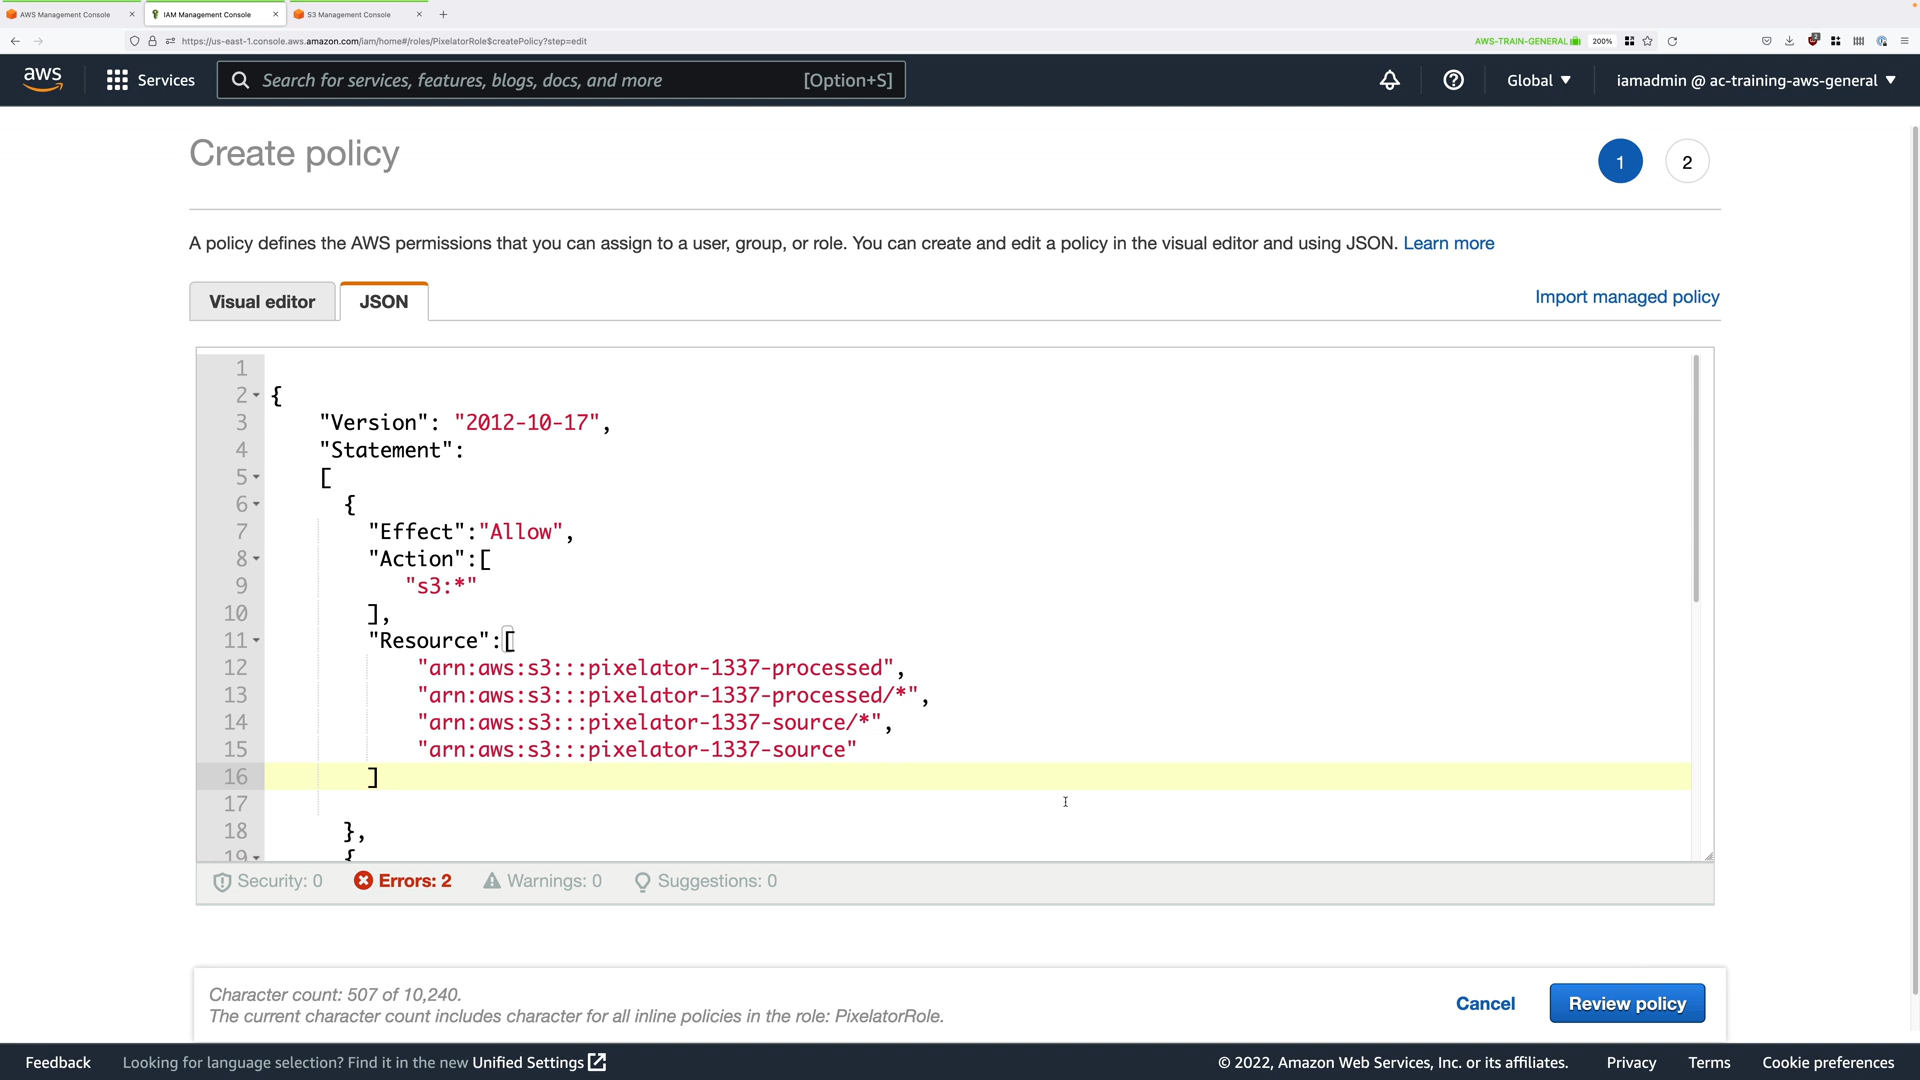 AWS Management Console
IAM Management Console
S3 Management Console
https://us-east-1.console.aws.amazon.com/iam/home#/roles/PixelatorRole$createPolicy?step=edit
AWS-TRAIN-GENERAL
200%
aws
Services
Search for services, features, blogs, docs, and more
[Option+S]
Global
iamadmin @ ac-training-aws-general
Create policy
1
2
A policy defines the AWS permissions that you can assign to a user, group, or role. You can create and edit a policy in the visual editor and using JSON. Learn more
Visual editor
JSON
Import managed policy
1
2 {
3 "Version": "2012-10-17",
4 "Statement":
5 [
6 {
7 "Effect":"Allow",
8 "Action":[
9 "s3:*"
10 ],
11 "Resource":[
12 "arn:aws:s3:::pixelator-1337-processed",
13 "arn:aws:s3:::pixelator-1337-processed/*",
14 "arn:aws:s3:::pixelator-1337-source/*",
15 "arn:aws:s3:::pixelator-1337-source"
16 ]
17
18 },
19 {
Security: 0
Errors: 2
Warnings: 0
Suggestions: 0
Character count: 507 of 10,240.
The current character count includes character for all inline policies in the role: PixelatorRole.
Cancel
Review policy
Feedback
Looking for language selection? Find it in the new Unified Settings
© 2022, Amazon Web Services, Inc. or its affiliates.
Privacy
Terms
Cookie preferences